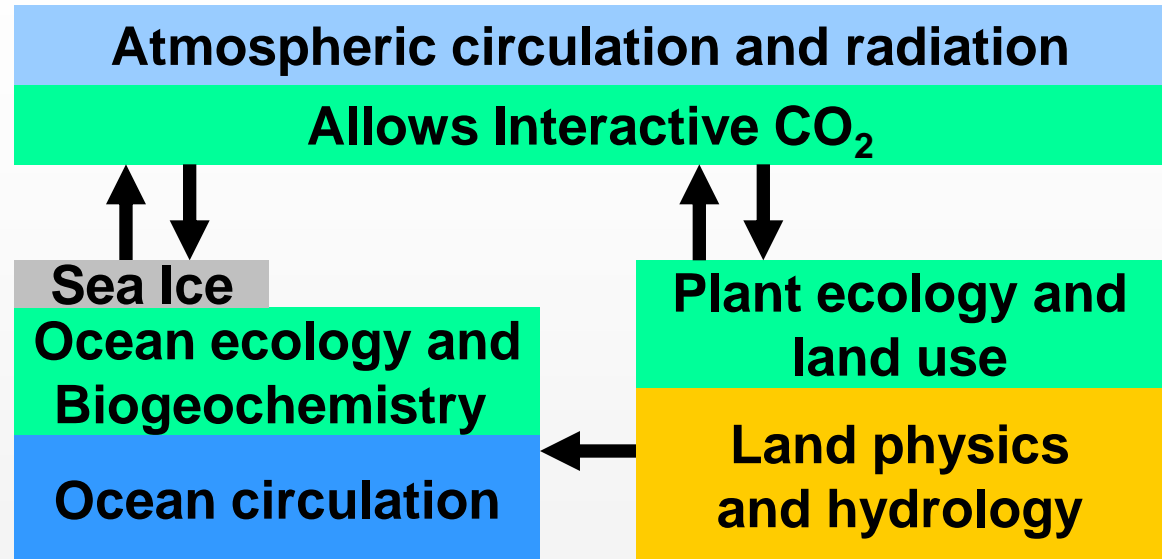 Atmospheric circulation and radiation
Allows Interactive CO₂
Sea Ice
Ocean ecology and
Biogeochemistry
Ocean circulation
Plant ecology and
land use
Land physics
and hydrology